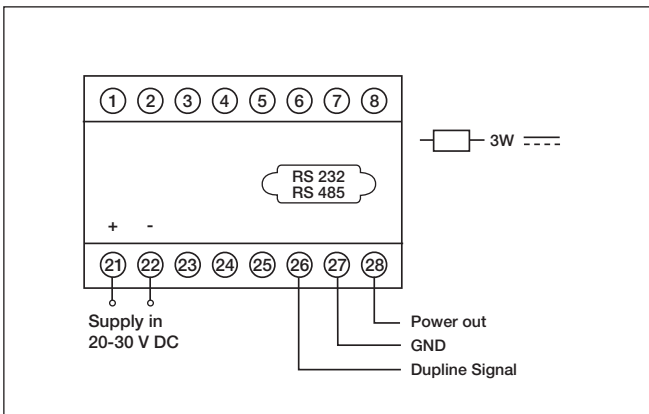 1 2 3 4 5 6 7 8
3W
RS 232
RS 485
+ -
21 22 23 24 25 26 27 28
Supply in
20-30 V DC
Power out
GND
Dupline Signal